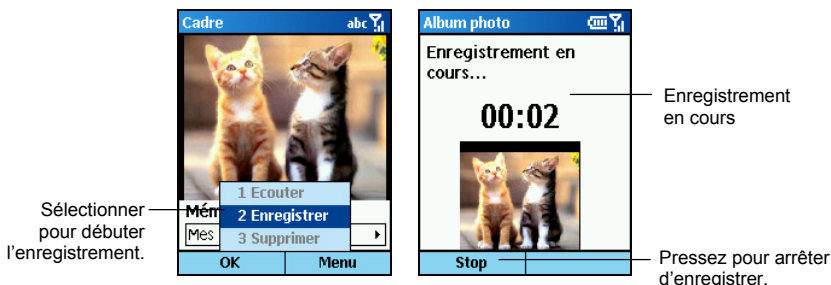 Cadre abc
1 Ecouter
Mém
2 Enregistrer
Mes
3 Supprimer
OK Menu
Sélectionner
pour débuter
l'enregistrement.
Album photo
Enregistrement en
cours...
00:02
Stop
Enregistrement
en cours
Pressez pour arrêter
d'enregistrer.